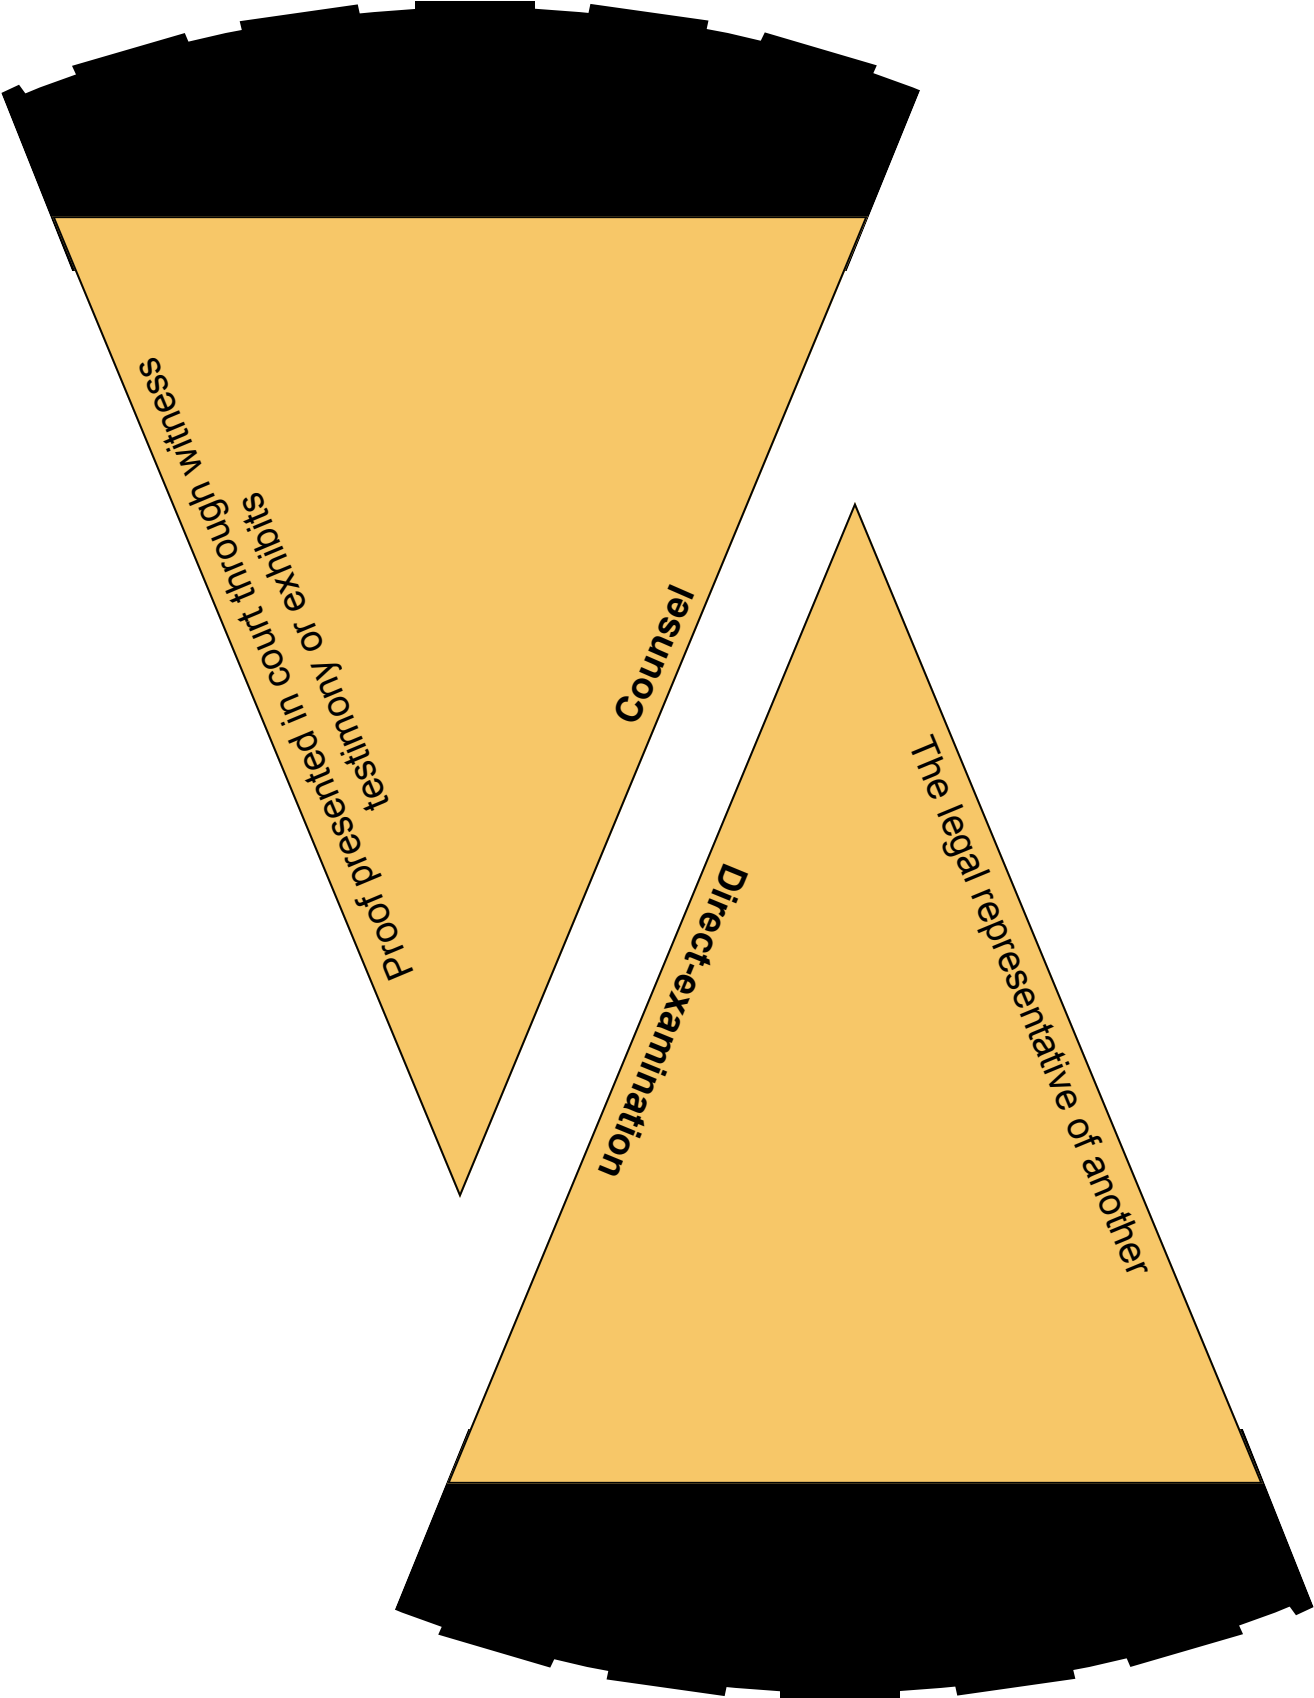 Proof presented in court through witness
testimony or exhibits
Counsel
Direct-examination
The legal representative of another